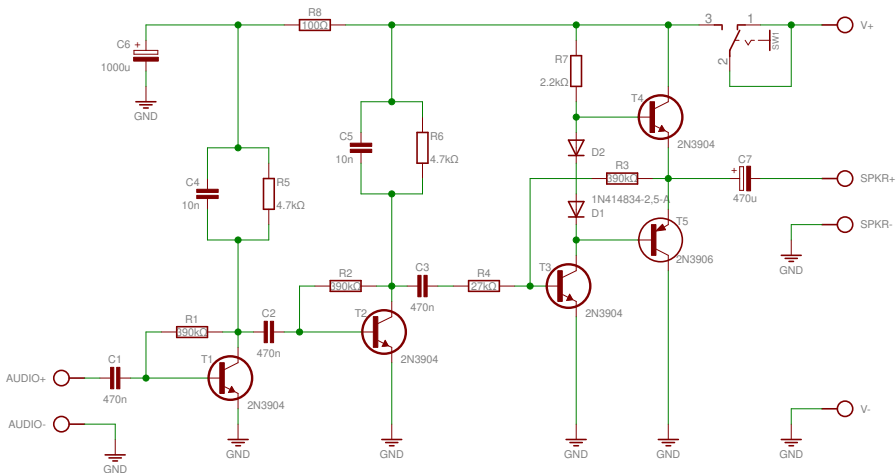 R8
100Ω
3
1
V+
2
SW1
C6
+
1000u
GND
R7
2.2kΩ
T4
2N3904
C5
10n
R6
4.7kΩ
D2
R3
390kΩ
C7
+
470u
SPKR+
C4
10n
R5
4.7kΩ
1N414834-2,5-A
D1
T5
2N3906
SPKR-
GND
R2
390kΩ
C3
470n
R4
27kΩ
T3
2N3904
R1
390kΩ
C2
470n
T2
2N3904
C1
470n
T1
2N3904
AUDIO+
AUDIO-
V-
GND
GND
GND
GND
GND
GND